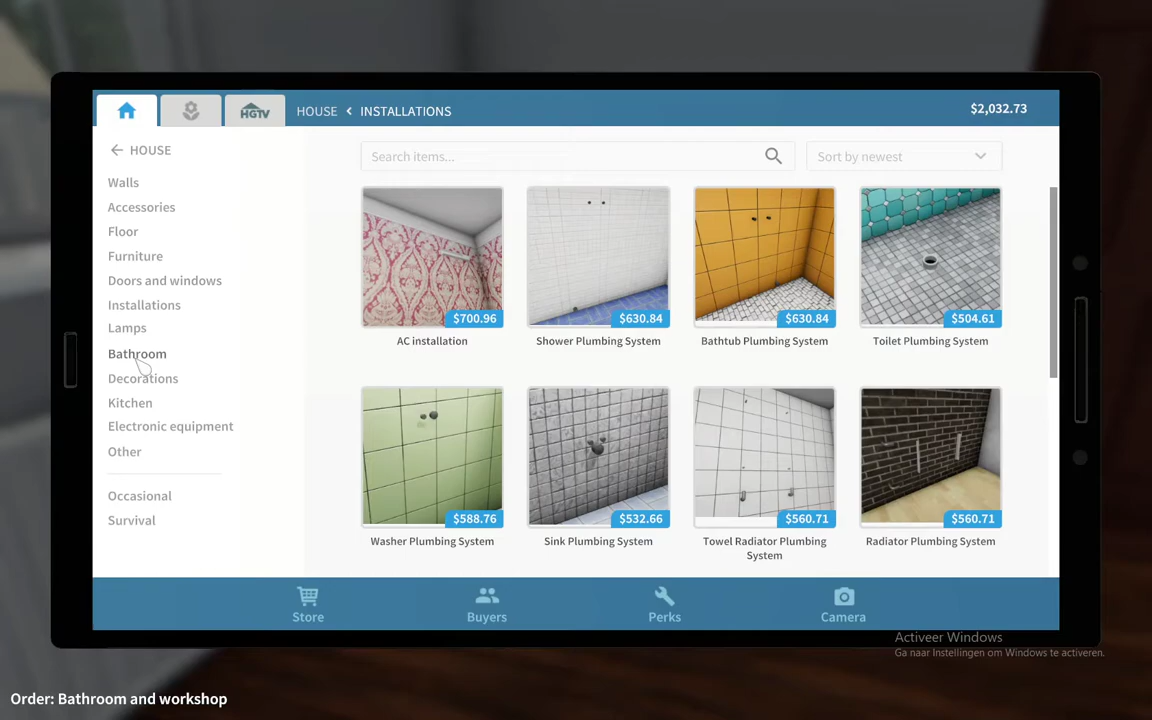 HGTV
HOUSE < INSTALLATIONS
$2,032.73
HOUSE
Search items...
Sort by newest
Walls
Accessories
Floor
Furniture
Doors and windows
Installations
Lamps
Bathroom
Decorations
Kitchen
Electronic equipment
Other
Occasional
Survival
$700.96
$630.84
$630.84
$504.61
AC installation
Shower Plumbing System
Bathtub Plumbing System
Toilet Plumbing System
$588.76
$532.66
$560.71
$560.71
Washer Plumbing System
Sink Plumbing System
Towel Radiator Plumbing
System
Radiator Plumbing System
Store
Buyers
Perks
Camera
Activeer Windows
Ga naar Instellingen om Windows te activeren.
Order: Bathroom and workshop